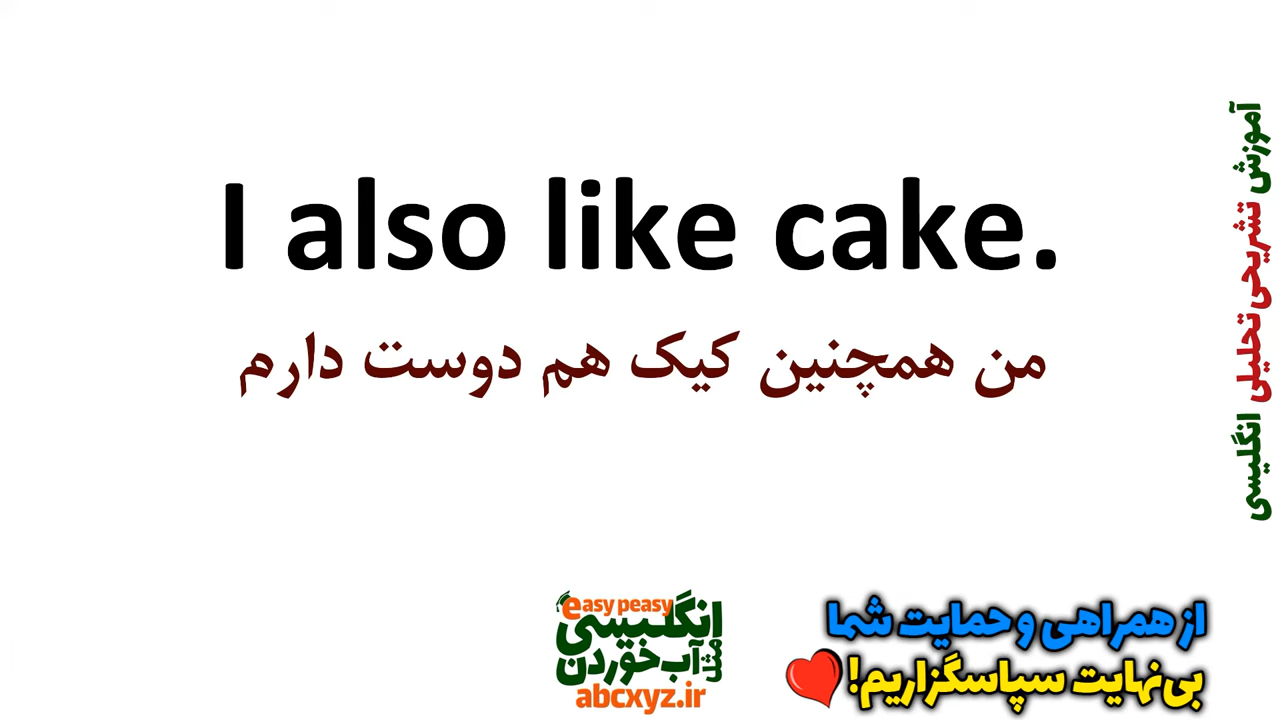 I also like cake.
من همچنین کیک هم دوست دارم
آموزش تشریحی تحلیلی انگلیسی
easy peasy
انگلیسی
مثل آب خوردن
abcxyz.ir
از همراهی و حمایت شما
بی‌نهایت سپاسگزاریم!